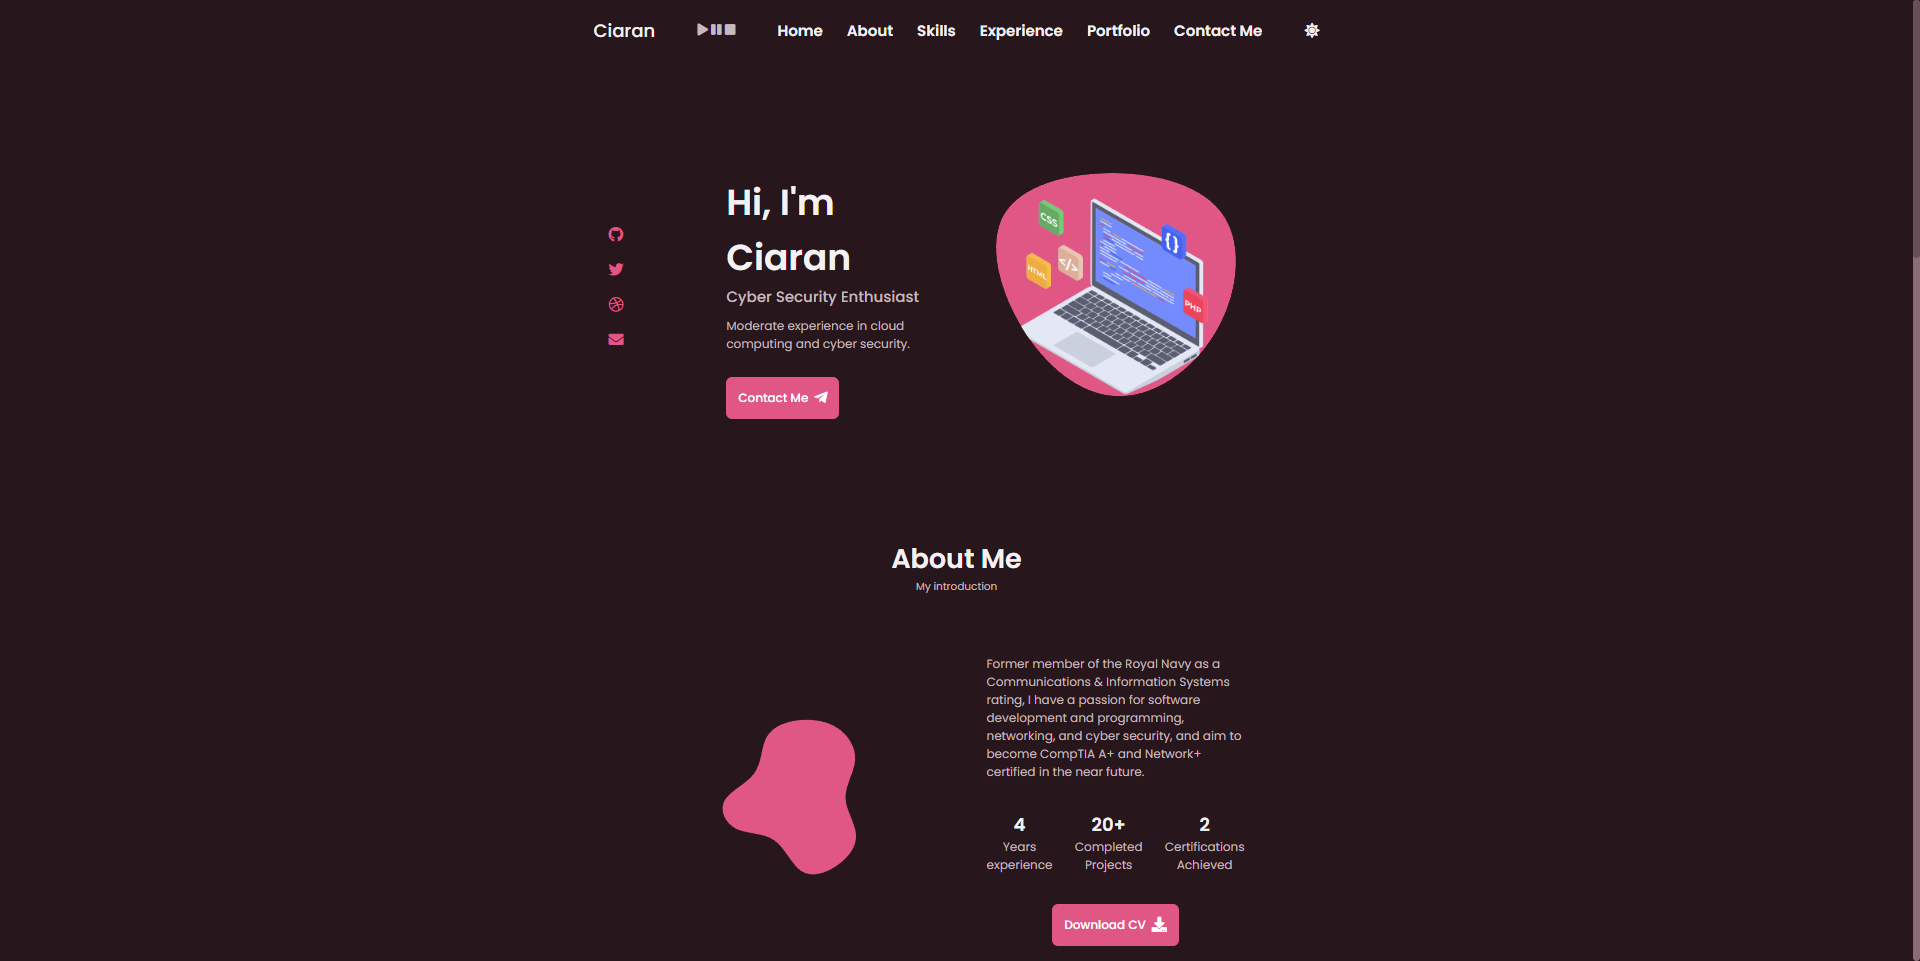 Ciaran
Home About Skills Experience Portfolio Contact Me
Hi, I'm
Ciaran
Cyber Security Enthusiast
Moderate experience in cloud
computing and cyber security.
Contact Me
CSS
HTML
</>
{}
PHP
About Me
My introduction
Former member of the Royal Navy as a
Communications & Information Systems
rating, I have a passion for software
development and programming,
networking, and cyber security, and aim to
become CompTIA A+ and Network+
certified in the near future.
4
Years
experience
20+
Completed
Projects
2
Certifications
Achieved
Download CV